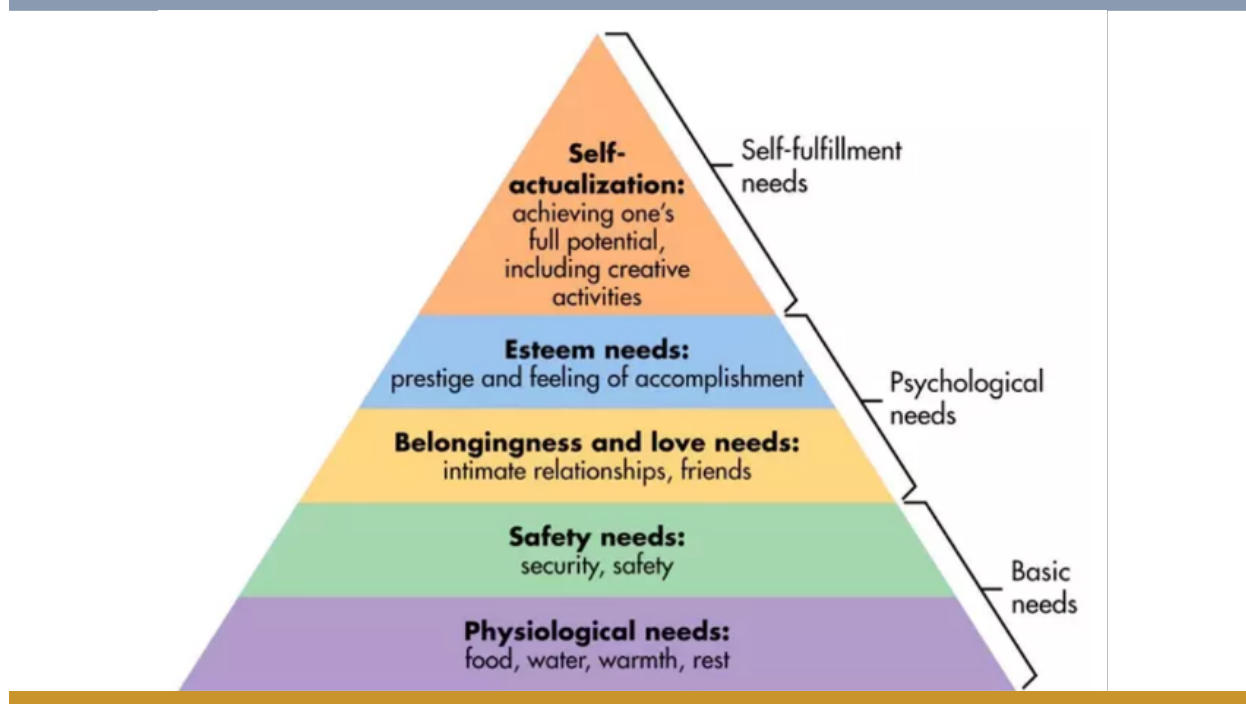 Self-
actualization:
achieving one's
full potential,
including creative
activities
Self-fulfillment
needs
Esteem needs:
prestige and feeling of accomplishment
Psychological
needs
Belongingness and love needs:
intimate relationships, friends
Safety needs:
security, safety
Basic
needs
Physiological needs:
food, water, warmth, rest